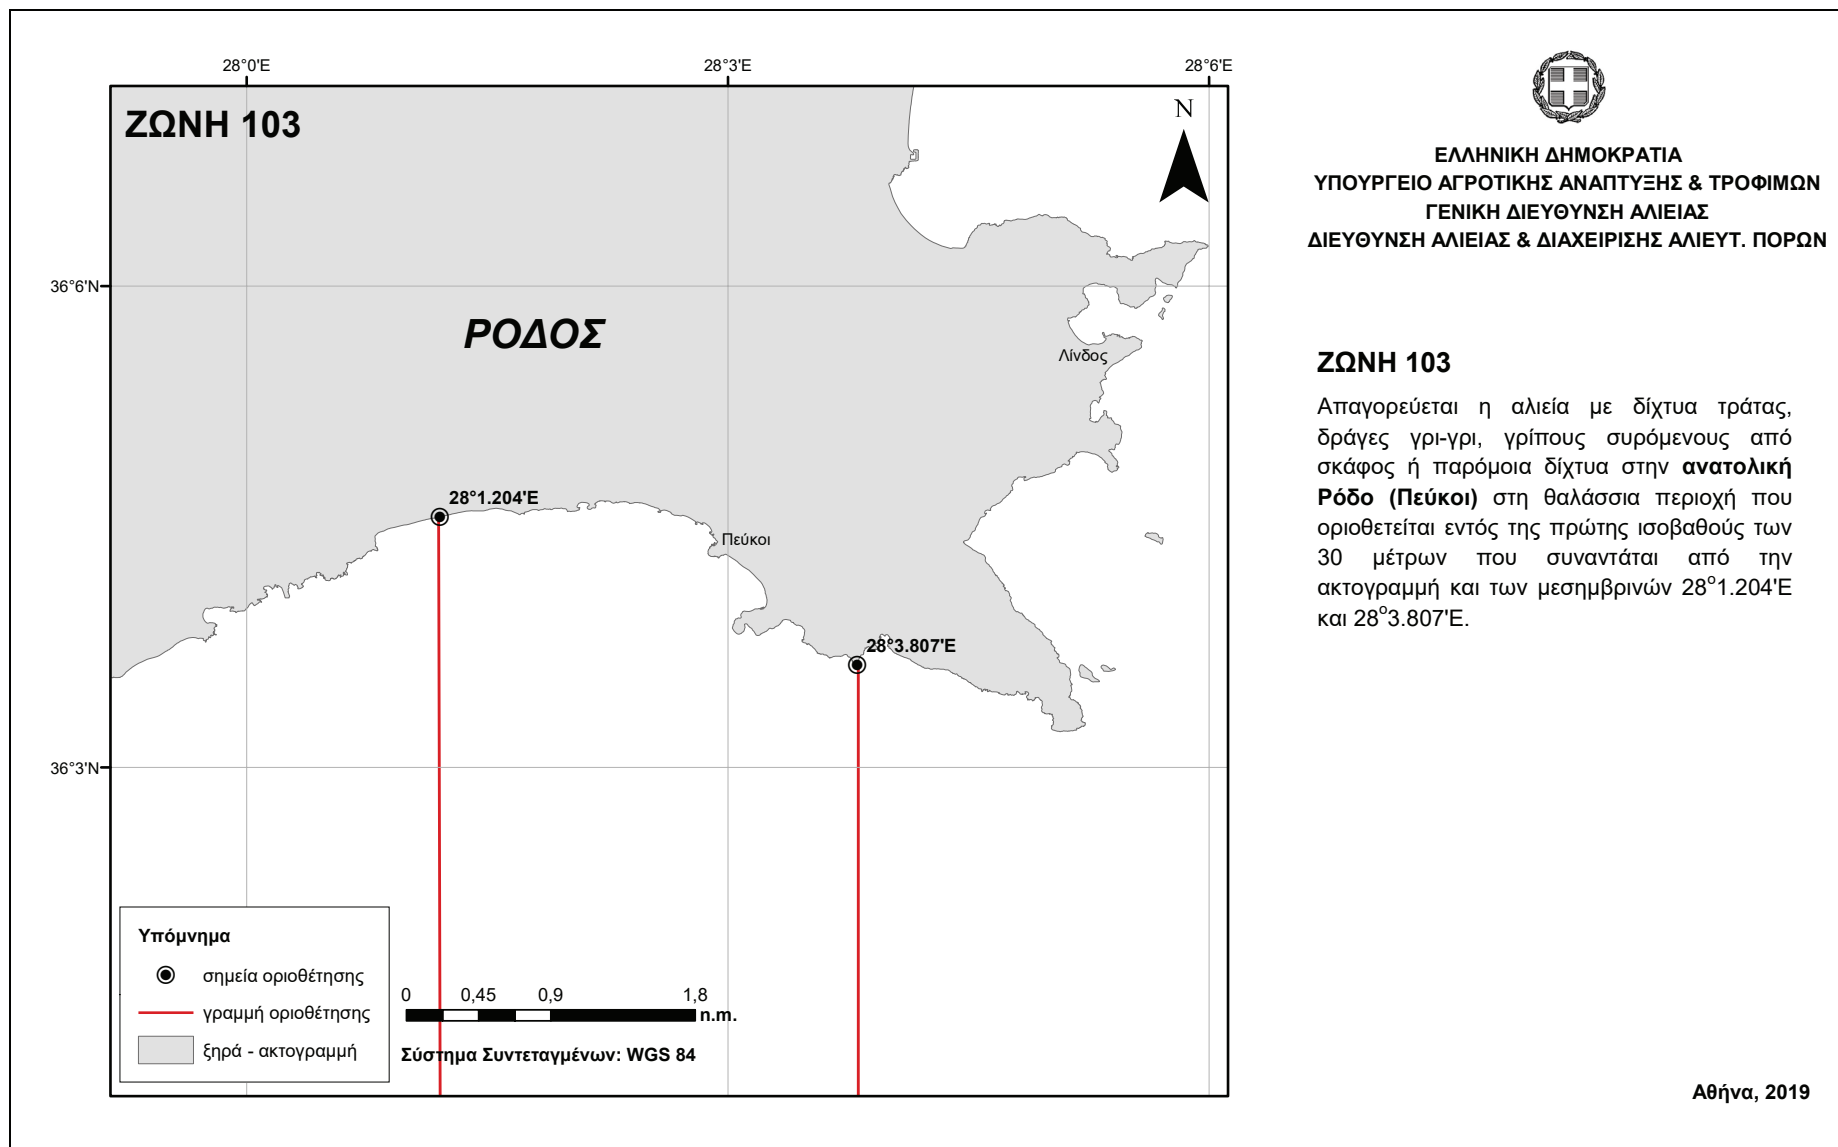 28°0'E
28°3'E
28°6'E
ΖΩΝΗ 103
N
36°6'N
ΡΟΔΟΣ
Λίνδος
28°1.204'E
Πεύκοι
28°3.807'E
36°3'N
Υπόμνημα
σημεία οριοθέτησης
γραμμή οριοθέτησης
ξηρά - ακτογραμμή
0 0,45 0,9 1,8
n.m.
Σύστημα Συντεταγμένων: WGS 84
ΕΛΛΗΝΙΚΗ ΔΗΜΟΚΡΑΤΙΑ
ΥΠΟΥΡΓΕΙΟ ΑΓΡΟΤΙΚΗΣ ΑΝΑΠΤΥΞΗΣ & ΤΡΟΦΙΜΩΝ
ΓΕΝΙΚΗ ΔΙΕΥΘΥΝΣΗ ΑΛΙΕΙΑΣ
ΔΙΕΥΘΥΝΣΗ ΑΛΙΕΙΑΣ & ΔΙΑΧΕΙΡΙΣΗΣ ΑΛΙΕΥΤ. ΠΟΡΩΝ
ΖΩΝΗ 103
Απαγορεύεται η αλιεία με δίχτυα τράτας,
δράγες γρι-γρι, γρίπους συρόμενους από
σκάφος ή παρόμοια δίχτυα στην ανατολική
Ρόδο (Πεύκοι) στη θαλάσσια περιοχή που
οριοθετείται εντός της πρώτης ισοβαθούς των
30 μέτρων που συναντάται από την
ακτογραμμή και των μεσημβρινών 28°1.204'E
και 28°3.807'E.
Αθήνα, 2019